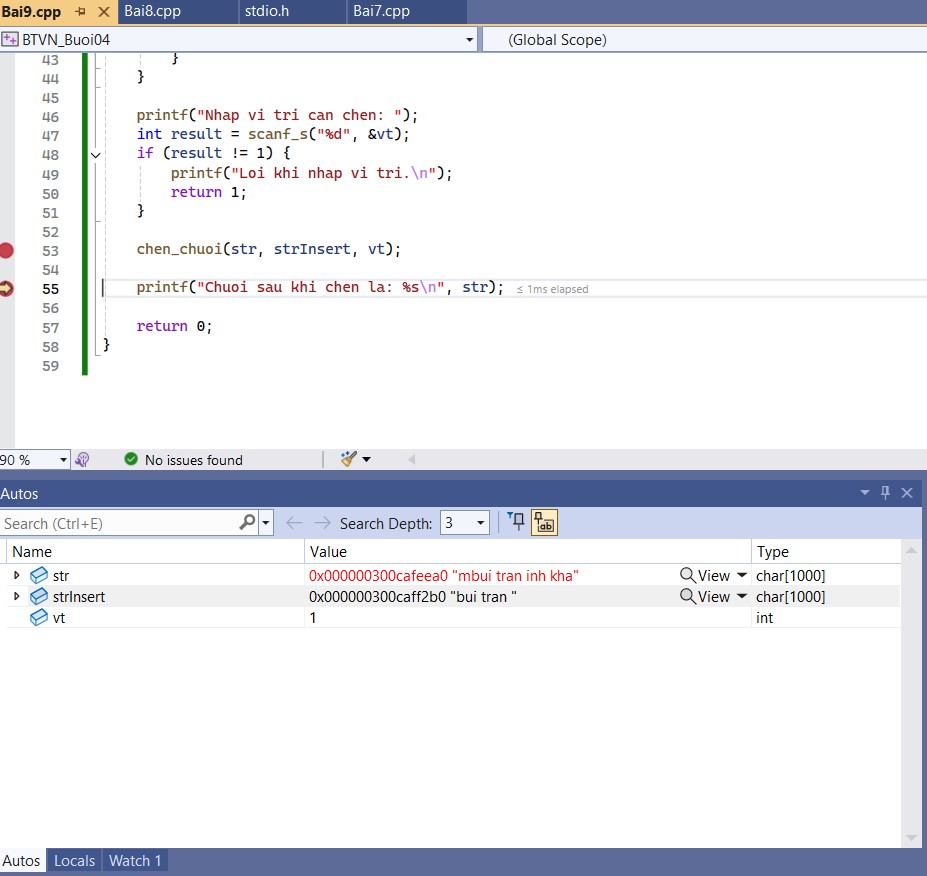 Bai9.cpp Bai8.cpp stdio.h Bai7.cpp
BTVN_Buoi04 (Global Scope)
43 }
44 }
45
46 printf("Nhap vi tri can chen: ");
47 int result = scanf_s("%d", &vt);
48 if (result != 1) {
49 printf("Loi khi nhap vi tri.\n");
50 return 1;
51 }
52
53 chen_chuoi(str, strInsert, vt);
54
55 printf("Chuoi sau khi chen la: %s\n", str); ≤ 1ms elapsed
56
57 return 0;
58 }
59
90 % No issues found
Autos
Search (Ctrl+E) Search Depth: 3
Name Value Type
str 0x000000300cafeea0 "mbui tran inh kha" View char[1000]
strInsert 0x000000300caff2b0 "bui tran " View char[1000]
vt 1 int
Autos Locals Watch 1